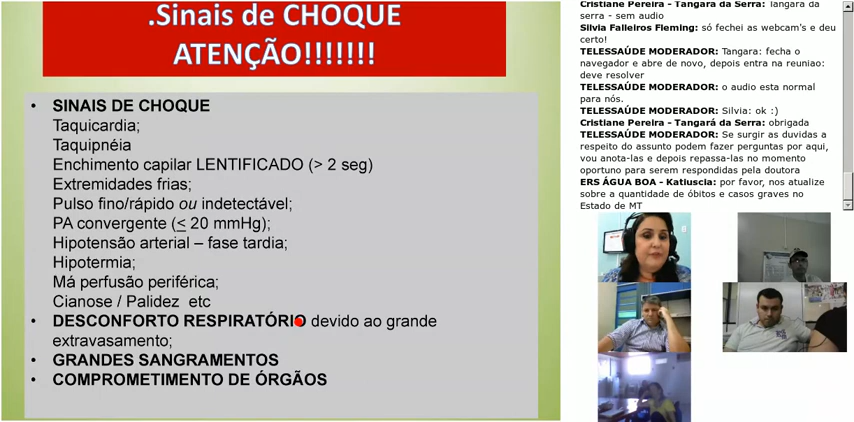 .Sinais de CHOQUE
ATENÇÃO!!!!!!!
• SINAIS DE CHOQUE
Taquicardia;
Taquipnéia
Enchimento capilar LENTIFICADO (> 2 seg)
Extremidades frias;
Pulso fino/rápido ou indetectável;
PA convergente (≤ 20 mmHg);
Hipotensão arterial – fase tardia;
Hipotermia;
Má perfusão periférica;
Cianose / Palidez etc
• DESCONFORTO RESPIRATÓRIO devido ao grande
extravasamento;
• GRANDES SANGRAMENTOS
• COMPROMETIMENTO DE ÓRGÃOS
Cristiane Pereira - Tangará da Serra: Tangara da
serra - sem audio
Silvia Falleiros Fleming: só fechei as webcam's e deu
certo!
TELESSAÚDE MODERADOR: Tangara: fecha o
navegador e abre de novo, depois entra na reuniao:
deve resolver
TELESSAÚDE MODERADOR: o audio esta normal
para nós.
TELESSAÚDE MODERADOR: Silvia: ok :)
Cristiane Pereira - Tangará da Serra: obrigada
TELESSAÚDE MODERADOR: Se surgir as duvidas a
respeito do assunto podem fazer perguntas por aqui,
vou anota-las e depois repassa-las no momento
oportuno para serem respondidas pela doutora
ERS ÁGUA BOA - Katiuscia: por favor, nos atualize
sobre a quantidade de óbitos e casos graves no
Estado de MT